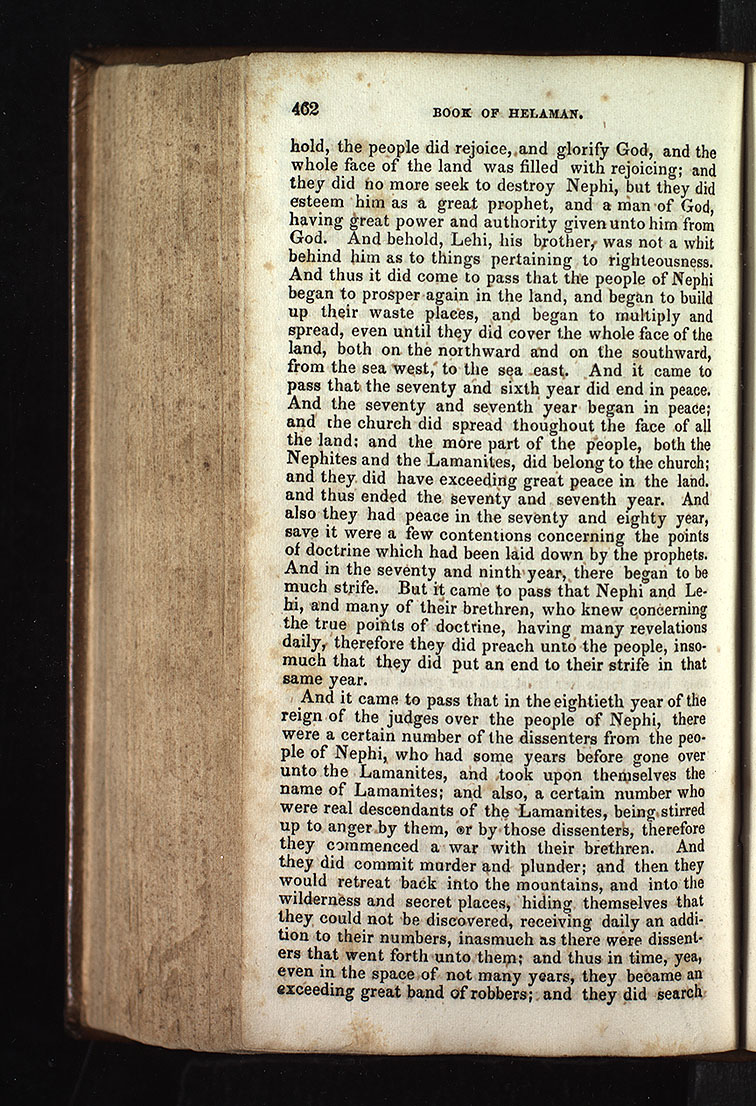 462
BOOK OF HELAMAN.
hold, the people did rejoice, and glorify God, and the
whole face of the land was filled with rejoicing; and
they did no more seek to destroy Nephi, but they did
esteem him as a great prophet, and a man of God,
having great power and authority given unto him from
God. And behold, Lehi, his brother, was not a whit
behind him as to things pertaining to righteousness.
And thus it did come to pass that the people of Nephi
began to prosper again in the land, and began to build
up their waste places, and began to multiply and
spread, even until they did cover the whole face of the
land, both on the northward and on the southward,
from the sea west, to the sea east. And it came to
pass that the seventy and sixth year did end in peace.
And the seventy and seventh year began in peace;
and the church did spread thoughout the face of all
the land; and the more part of the people, both the
Nephites and the Lamanites, did belong to the church;
and they did have exceeding great peace in the land.
and thus ended the seventy and seventh year. And
also they had peace in the seventy and eighty year,
save it were a few contentions concerning the points
of doctrine which had been laid down by the prophets.
And in the seventy and ninth year, there began to be
much strife. But it came to pass that Nephi and Le-
hi, and many of their brethren, who knew concerning
the true points of doctrine, having many revelations
daily, therefore they did preach unto the people, inso-
much that they did put an end to their strife in that
same year.
And it came to pass that in the eightieth year of the
reign of the judges over the people of Nephi, there
were a certain number of the dissenters from the peo-
ple of Nephi, who had some years before gone over
unto the Lamanites, and took upon themselves the
name of Lamanites; and also, a certain number who
were real descendants of the Lamanites, being stirred
up to anger by them, or by those dissenters, therefore
they commenced a war with their brethren. And
they did commit murder and plunder; and then they
would retreat back into the mountains, and into the
wilderness and secret places, hiding themselves that
they could not be discovered, receiving daily an addi-
tion to their numbers, inasmuch as there were dissent-
ers that went forth unto them; and thus in time, yea,
even in the space of not many years, they became an
exceeding great band of robbers; and they did search